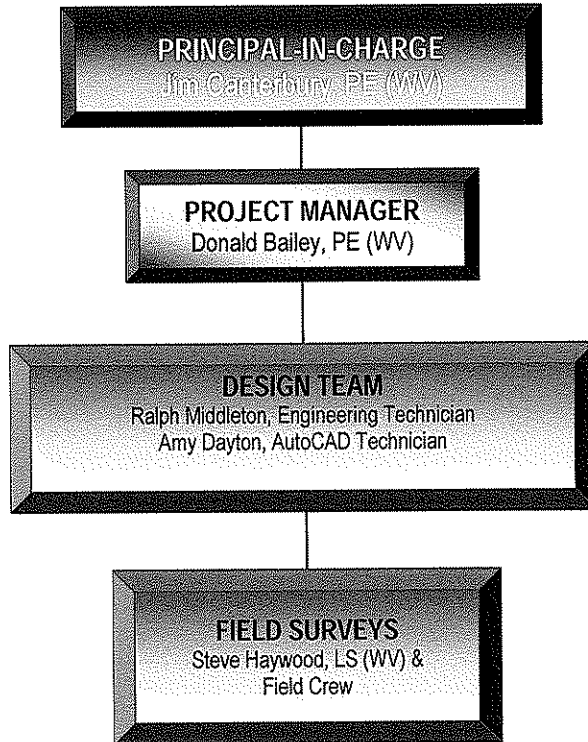 PRINCIPAL-IN-CHARGE
Jim Canterbury, PE (WV)
PROJECT MANAGER
Donald Bailey, PE (WV)
DESIGN TEAM
Ralph Middleton, Engineering Technician
Amy Dayton, AutoCAD Technician
FIELD SURVEYS
Steve Haywood, LS (WV) &
Field Crew